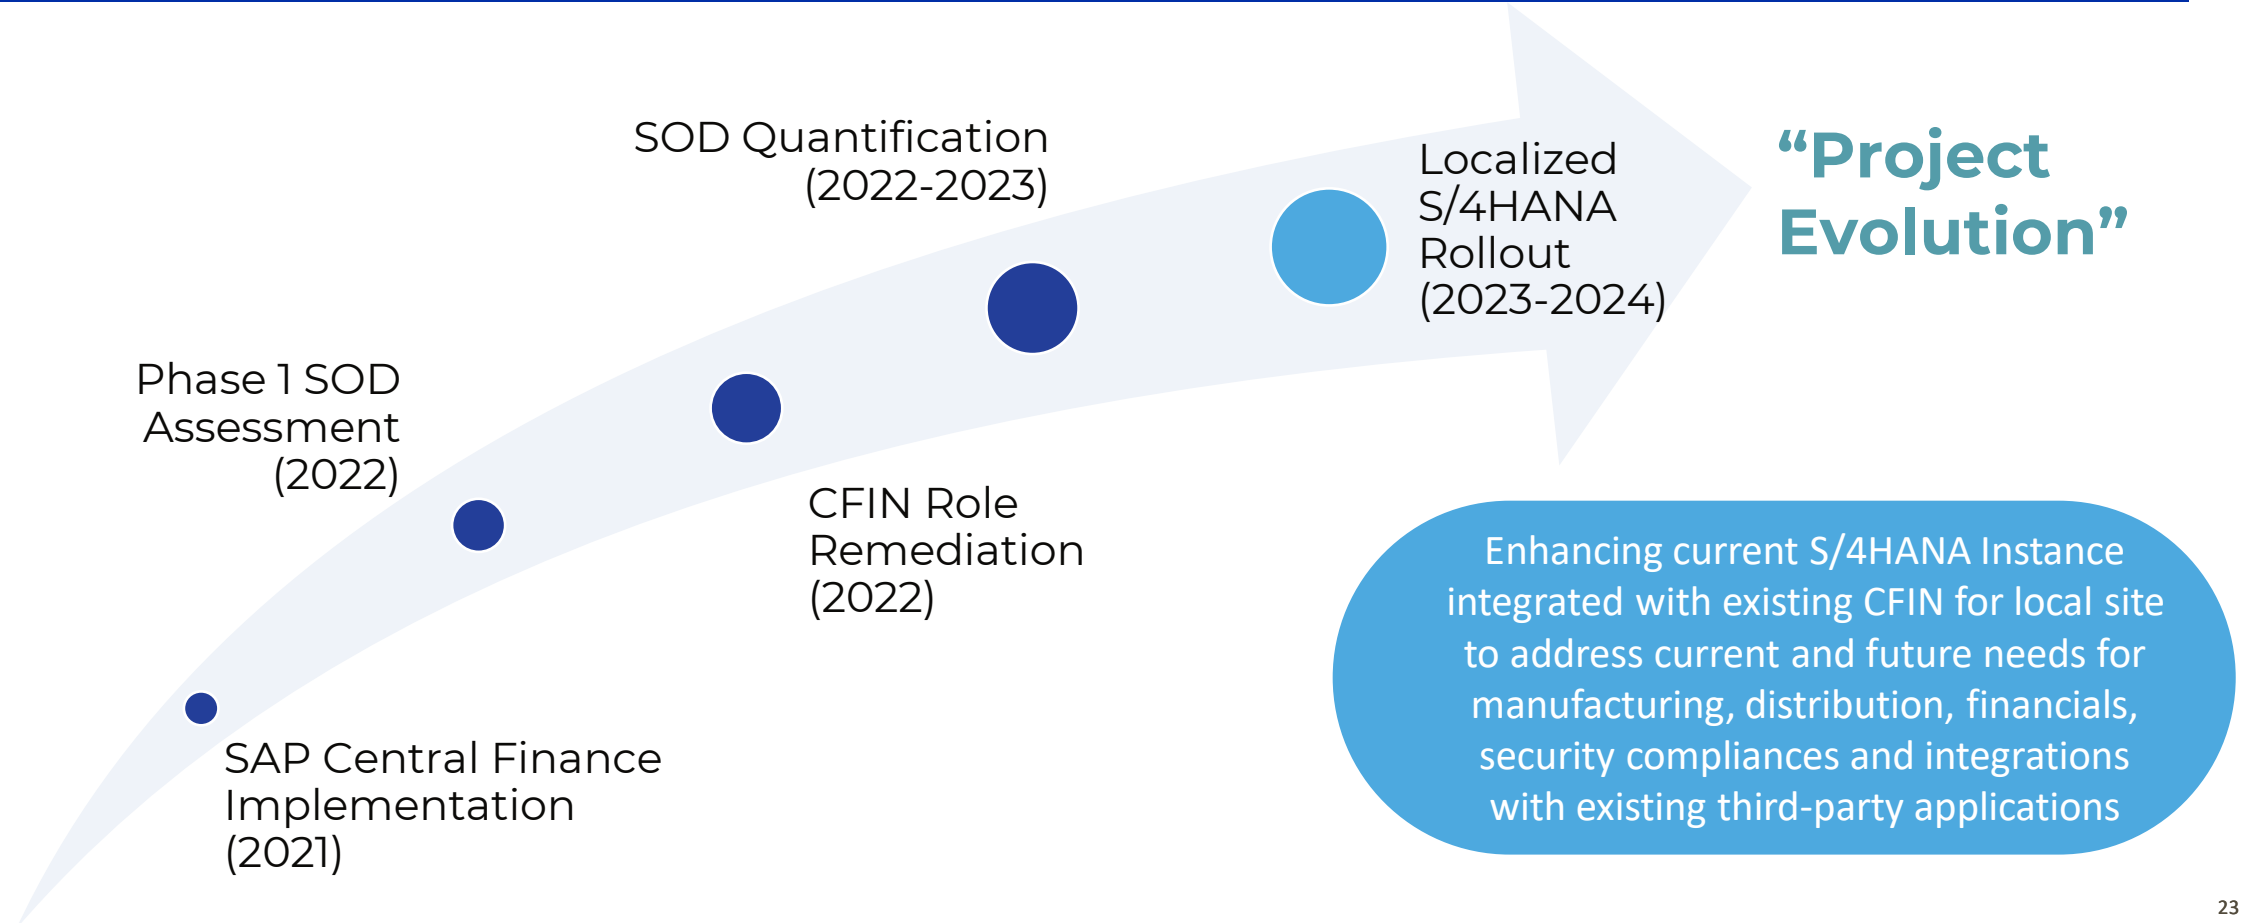 SAP Central Finance
Implementation
(2021)
Phase 1 SOD
Assessment
(2022)
CFIN Role
Remediation
(2022)
SOD Quantification
(2022-2023)
Localized
S/4HANA
Rollout
(2023-2024)
“Project
Evolution”
Enhancing current S/4HANA Instance
integrated with existing CFIN for local site
to address current and future needs for
manufacturing, distribution, financials,
security compliances and integrations
with existing third-party applications
23